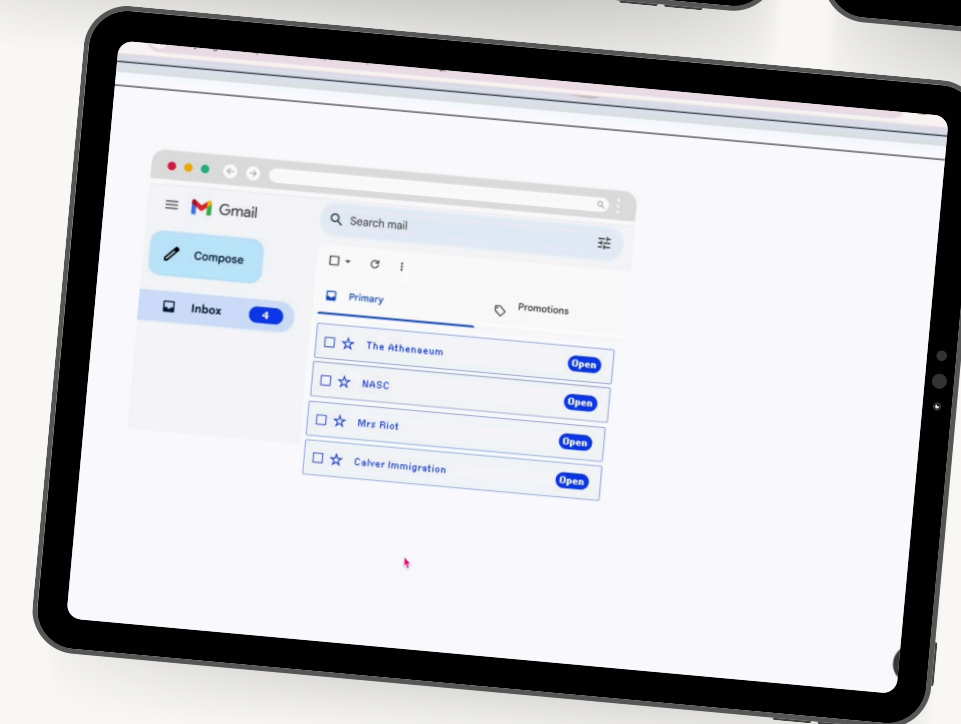 Gmail
Search mail
Compose
Inbox 4
Primary
Promotions
The Athenaeum Open
NASC Open
Mrs Riot Open
Calver Immigration Open